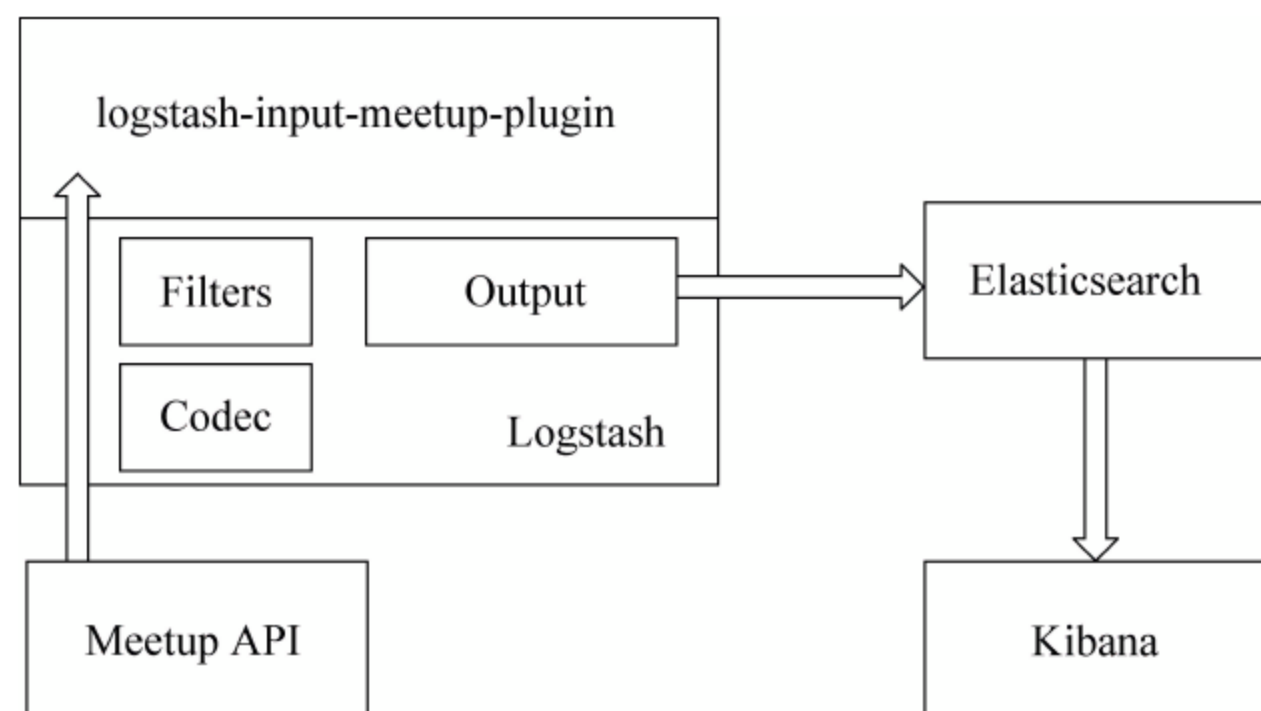 logstash-input-meetup-plugin
Filters
Output
Elasticsearch
Codec
Logstash
Meetup API
Kibana